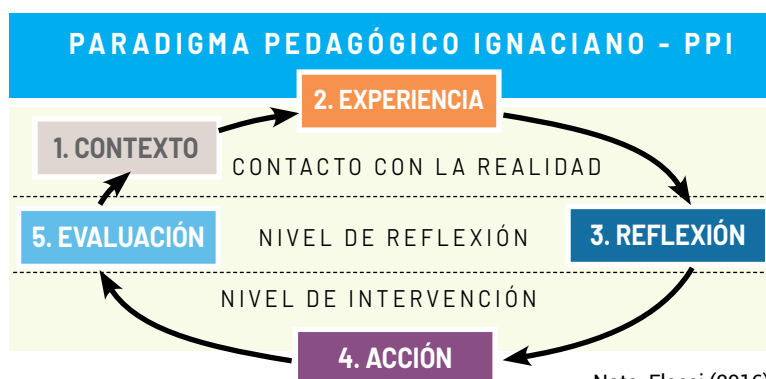 PARADIGMA PEDAGÓGICO IGNACIANO - PPI
2. EXPERIENCIA
1. CONTEXTO
CONTACTO CON LA REALIDAD
5. EVALUACIÓN
NIVEL DE REFLEXIÓN
3. REFLEXIÓN
NIVEL DE INTERVENCIÓN
4. ACCIÓN